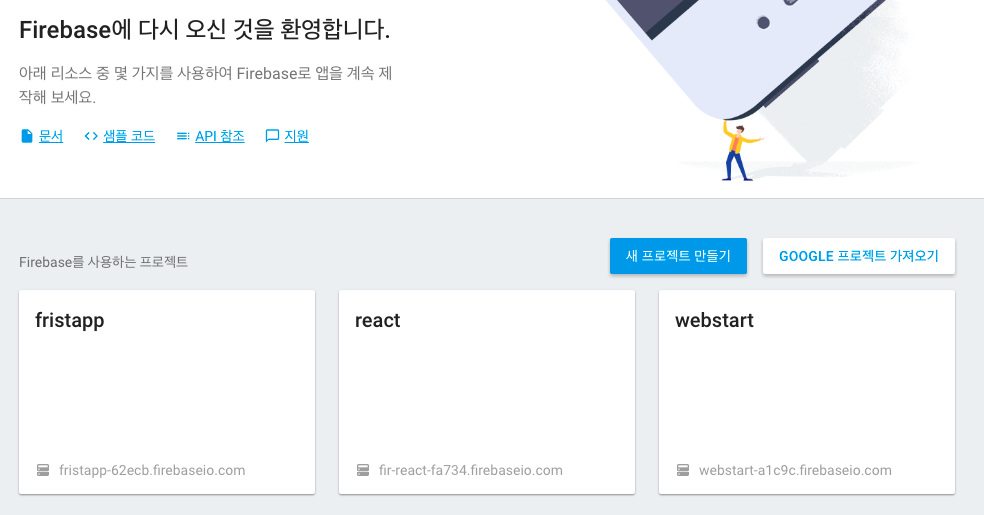 Firebase에 다시 오신 것을 환영합니다.
아래 리소스 중 몇 가지를 사용하여 Firebase로 앱을 계속 제
작해 보세요.
문서 샘플 코드 API 참조 지원
Firebase를 사용하는 프로젝트 새 프로젝트 만들기 GOOGLE 프로젝트 가져오기
fristapp react webstart
fristapp-62ecb.firebaseio.com fir-react-fa734.firebaseio.com webstart-a1c9c.firebaseio.com